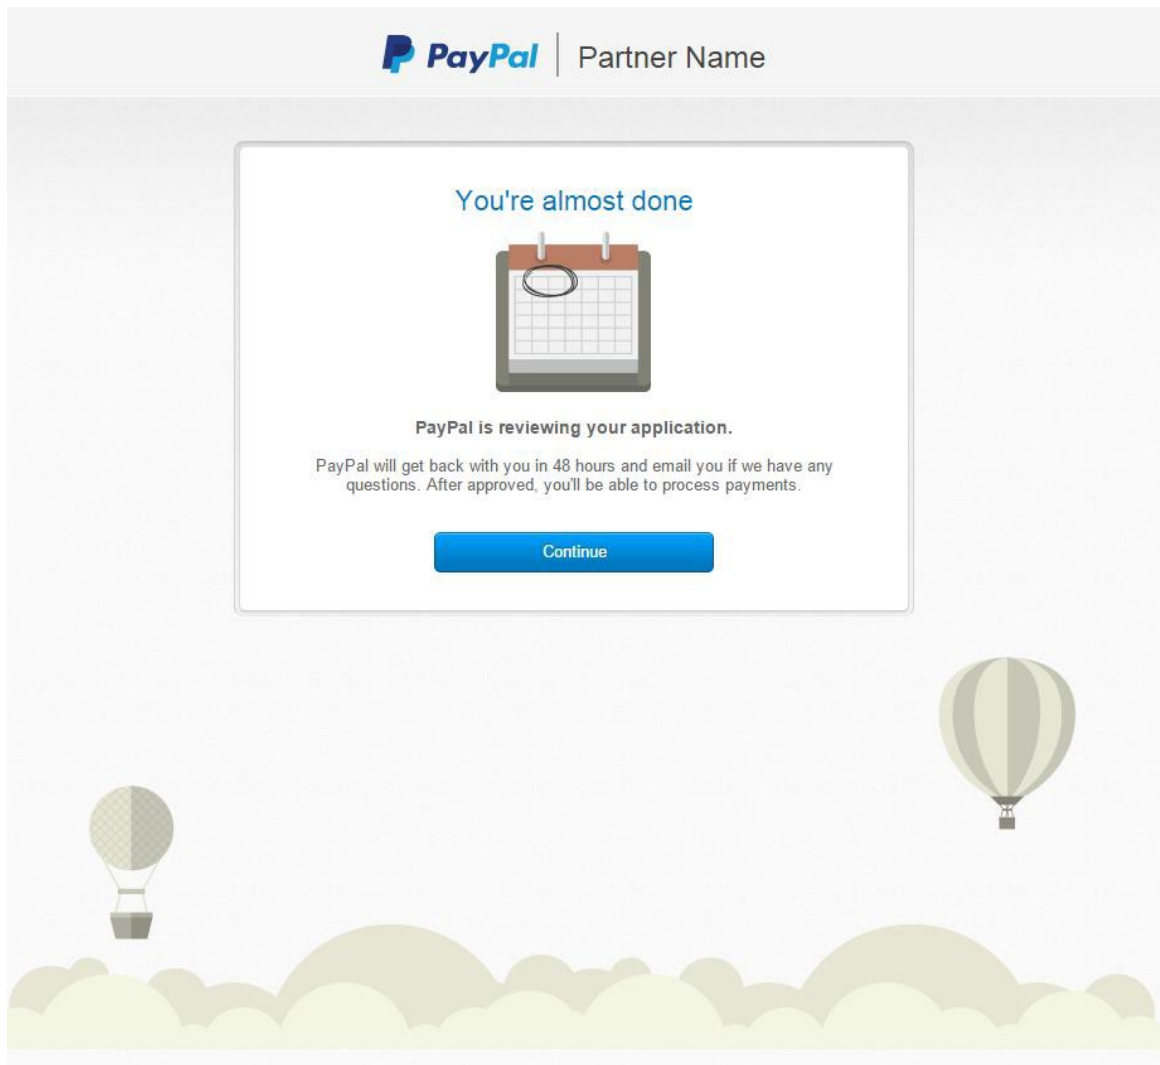 PayPal | Partner Name
You're almost done
PayPal is reviewing your application.
PayPal will get back with you in 48 hours and email you if we have any
questions. After approved, you'll be able to process payments.
Continue